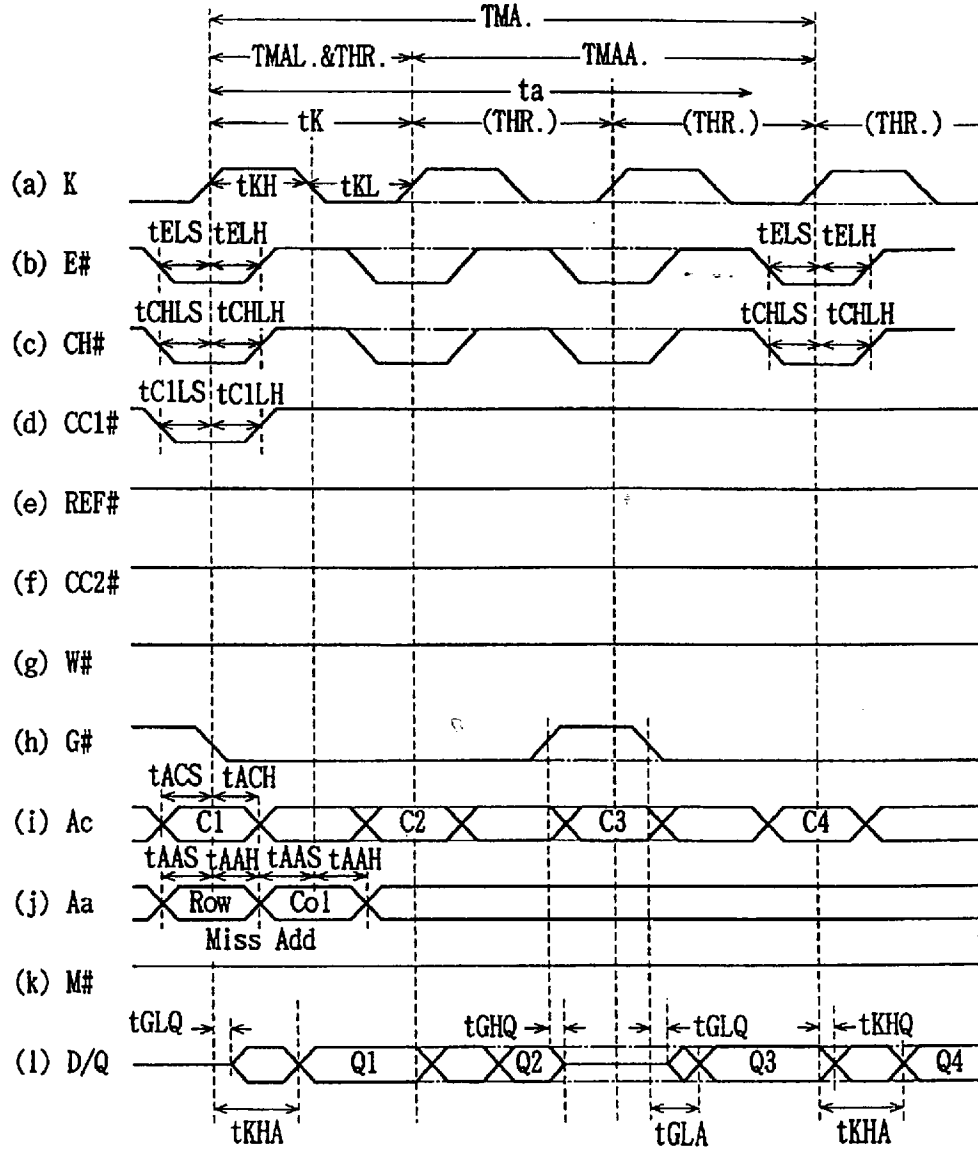 TMA.
TMAL.&THR. TMAA.
ta
tK (THR.) (THR.) (THR.)
(a) K tKH tKL
tELS tELH tELS tELH
(b) E#
tCHLS tCHLH tCHLS tCHLH
(c) CH#
tC1LS tC1LH
(d) CC1#
(e) REF#
(f) CC2#
(g) W#
(h) G#
tACS tACH
(i) Ac C1 C2 C3 C4
tAAS tAAH tAAS tAAH
(j) Aa Row Col
Miss Add
(k) M#
tGLQ tGHQ tGLQ tKHQ
(l) D/Q Q1 Q2 Q3 Q4
tKHA tGLA tKHA